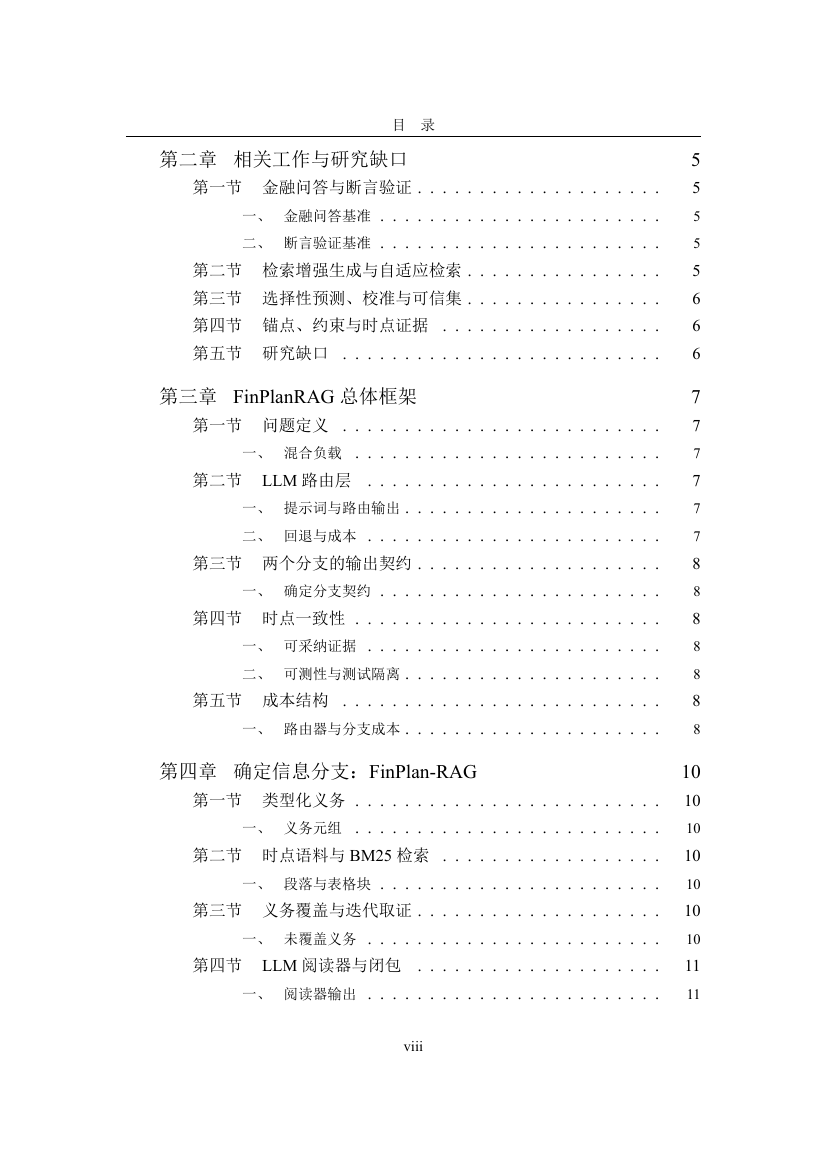 目 录
第二章 相关工作与研究缺口 5
第一节 金融问答与断言验证 . . . . . . . . . . . . . . . . . . . . 5
一、 金融问答基准 . . . . . . . . . . . . . . . . . . . . . . . 5
二、 断言验证基准 . . . . . . . . . . . . . . . . . . . . . . . 5
第二节 检索增强生成与自适应检索 . . . . . . . . . . . . . . . . 5
第三节 选择性预测、校准与可信集 . . . . . . . . . . . . . . . . 6
第四节 锚点、约束与时点证据 . . . . . . . . . . . . . . . . . . 6
第五节 研究缺口 . . . . . . . . . . . . . . . . . . . . . . . . . . 6
第三章 FinPlanRAG 总体框架 7
第一节 问题定义 . . . . . . . . . . . . . . . . . . . . . . . . . . 7
一、 混合负载 . . . . . . . . . . . . . . . . . . . . . . . . . 7
第二节 LLM 路由层 . . . . . . . . . . . . . . . . . . . . . . . . 7
一、 提示词与路由输出 . . . . . . . . . . . . . . . . . . . . . 7
二、 回退与成本 . . . . . . . . . . . . . . . . . . . . . . . . 7
第三节 两个分支的输出契约 . . . . . . . . . . . . . . . . . . . . 8
一、 确定分支契约 . . . . . . . . . . . . . . . . . . . . . . . 8
第四节 时点一致性 . . . . . . . . . . . . . . . . . . . . . . . . . 8
一、 可采纳证据 . . . . . . . . . . . . . . . . . . . . . . . . 8
二、 可测性与测试隔离 . . . . . . . . . . . . . . . . . . . . . 8
第五节 成本结构 . . . . . . . . . . . . . . . . . . . . . . . . . . 8
一、 路由器与分支成本 . . . . . . . . . . . . . . . . . . . . . 8
第四章 确定信息分支：FinPlan-RAG 10
第一节 类型化义务 . . . . . . . . . . . . . . . . . . . . . . . . . 10
一、 义务元组 . . . . . . . . . . . . . . . . . . . . . . . . . 10
第二节 时点语料与 BM25 检索 . . . . . . . . . . . . . . . . . . 10
一、 段落与表格块 . . . . . . . . . . . . . . . . . . . . . . . 10
第三节 义务覆盖与迭代取证 . . . . . . . . . . . . . . . . . . . . 10
一、 未覆盖义务 . . . . . . . . . . . . . . . . . . . . . . . . 10
第四节 LLM 阅读器与闭包 . . . . . . . . . . . . . . . . . . . . 11
一、 阅读器输出 . . . . . . . . . . . . . . . . . . . . . . . . 11
viii